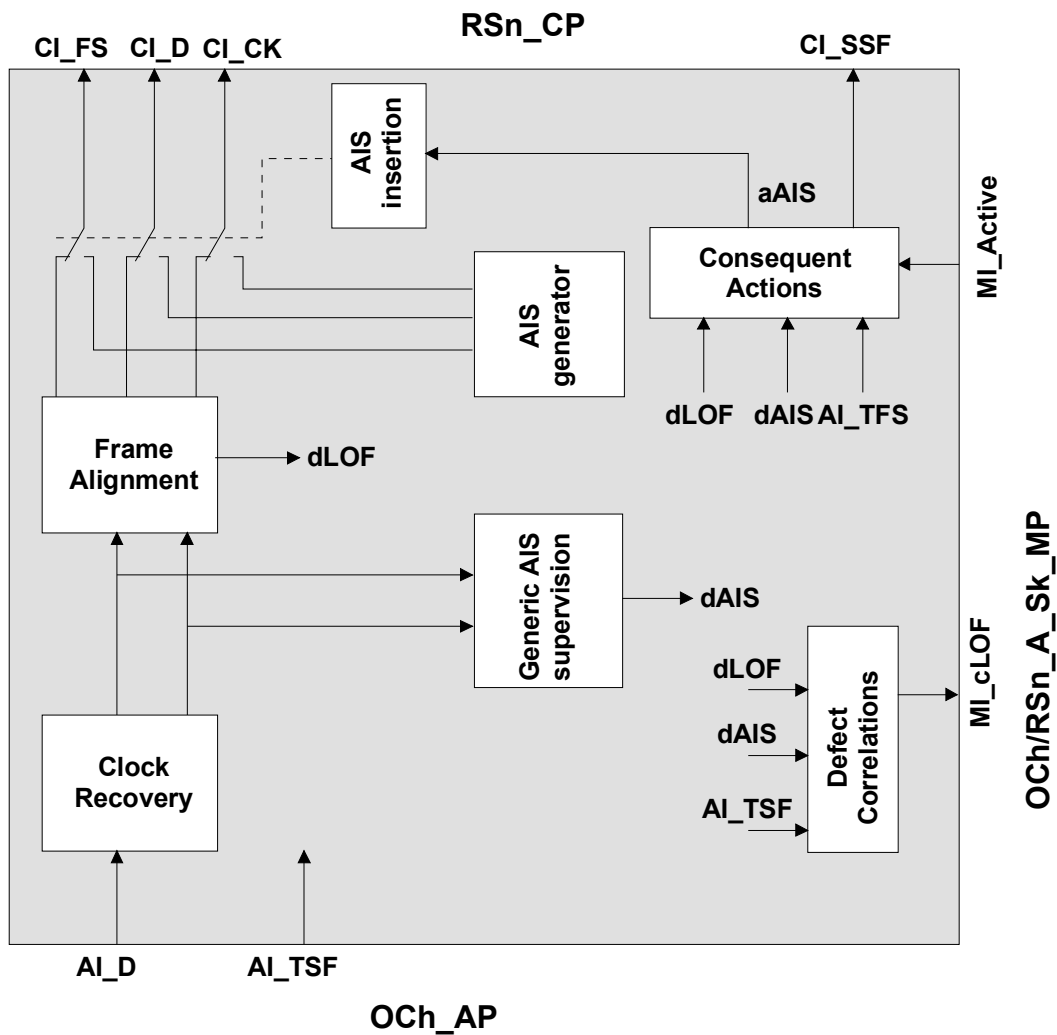 RSn_CP
CI_FS
CI_D
CI_CK
CI_SSF
AIS
insertion
aAIS
MI_Active
Consequent
Actions
AIS
generator
dLOF
dAIS
AI_TFS
Frame
Alignment
dLOF
Generic AIS
supervision
dAIS
OCh/RSn_A_Sk_MP
MI_cLOF
dLOF
dAIS
AI_TSF
Defect
Correlations
Clock
Recovery
AI_D
AI_TSF
OCh_AP